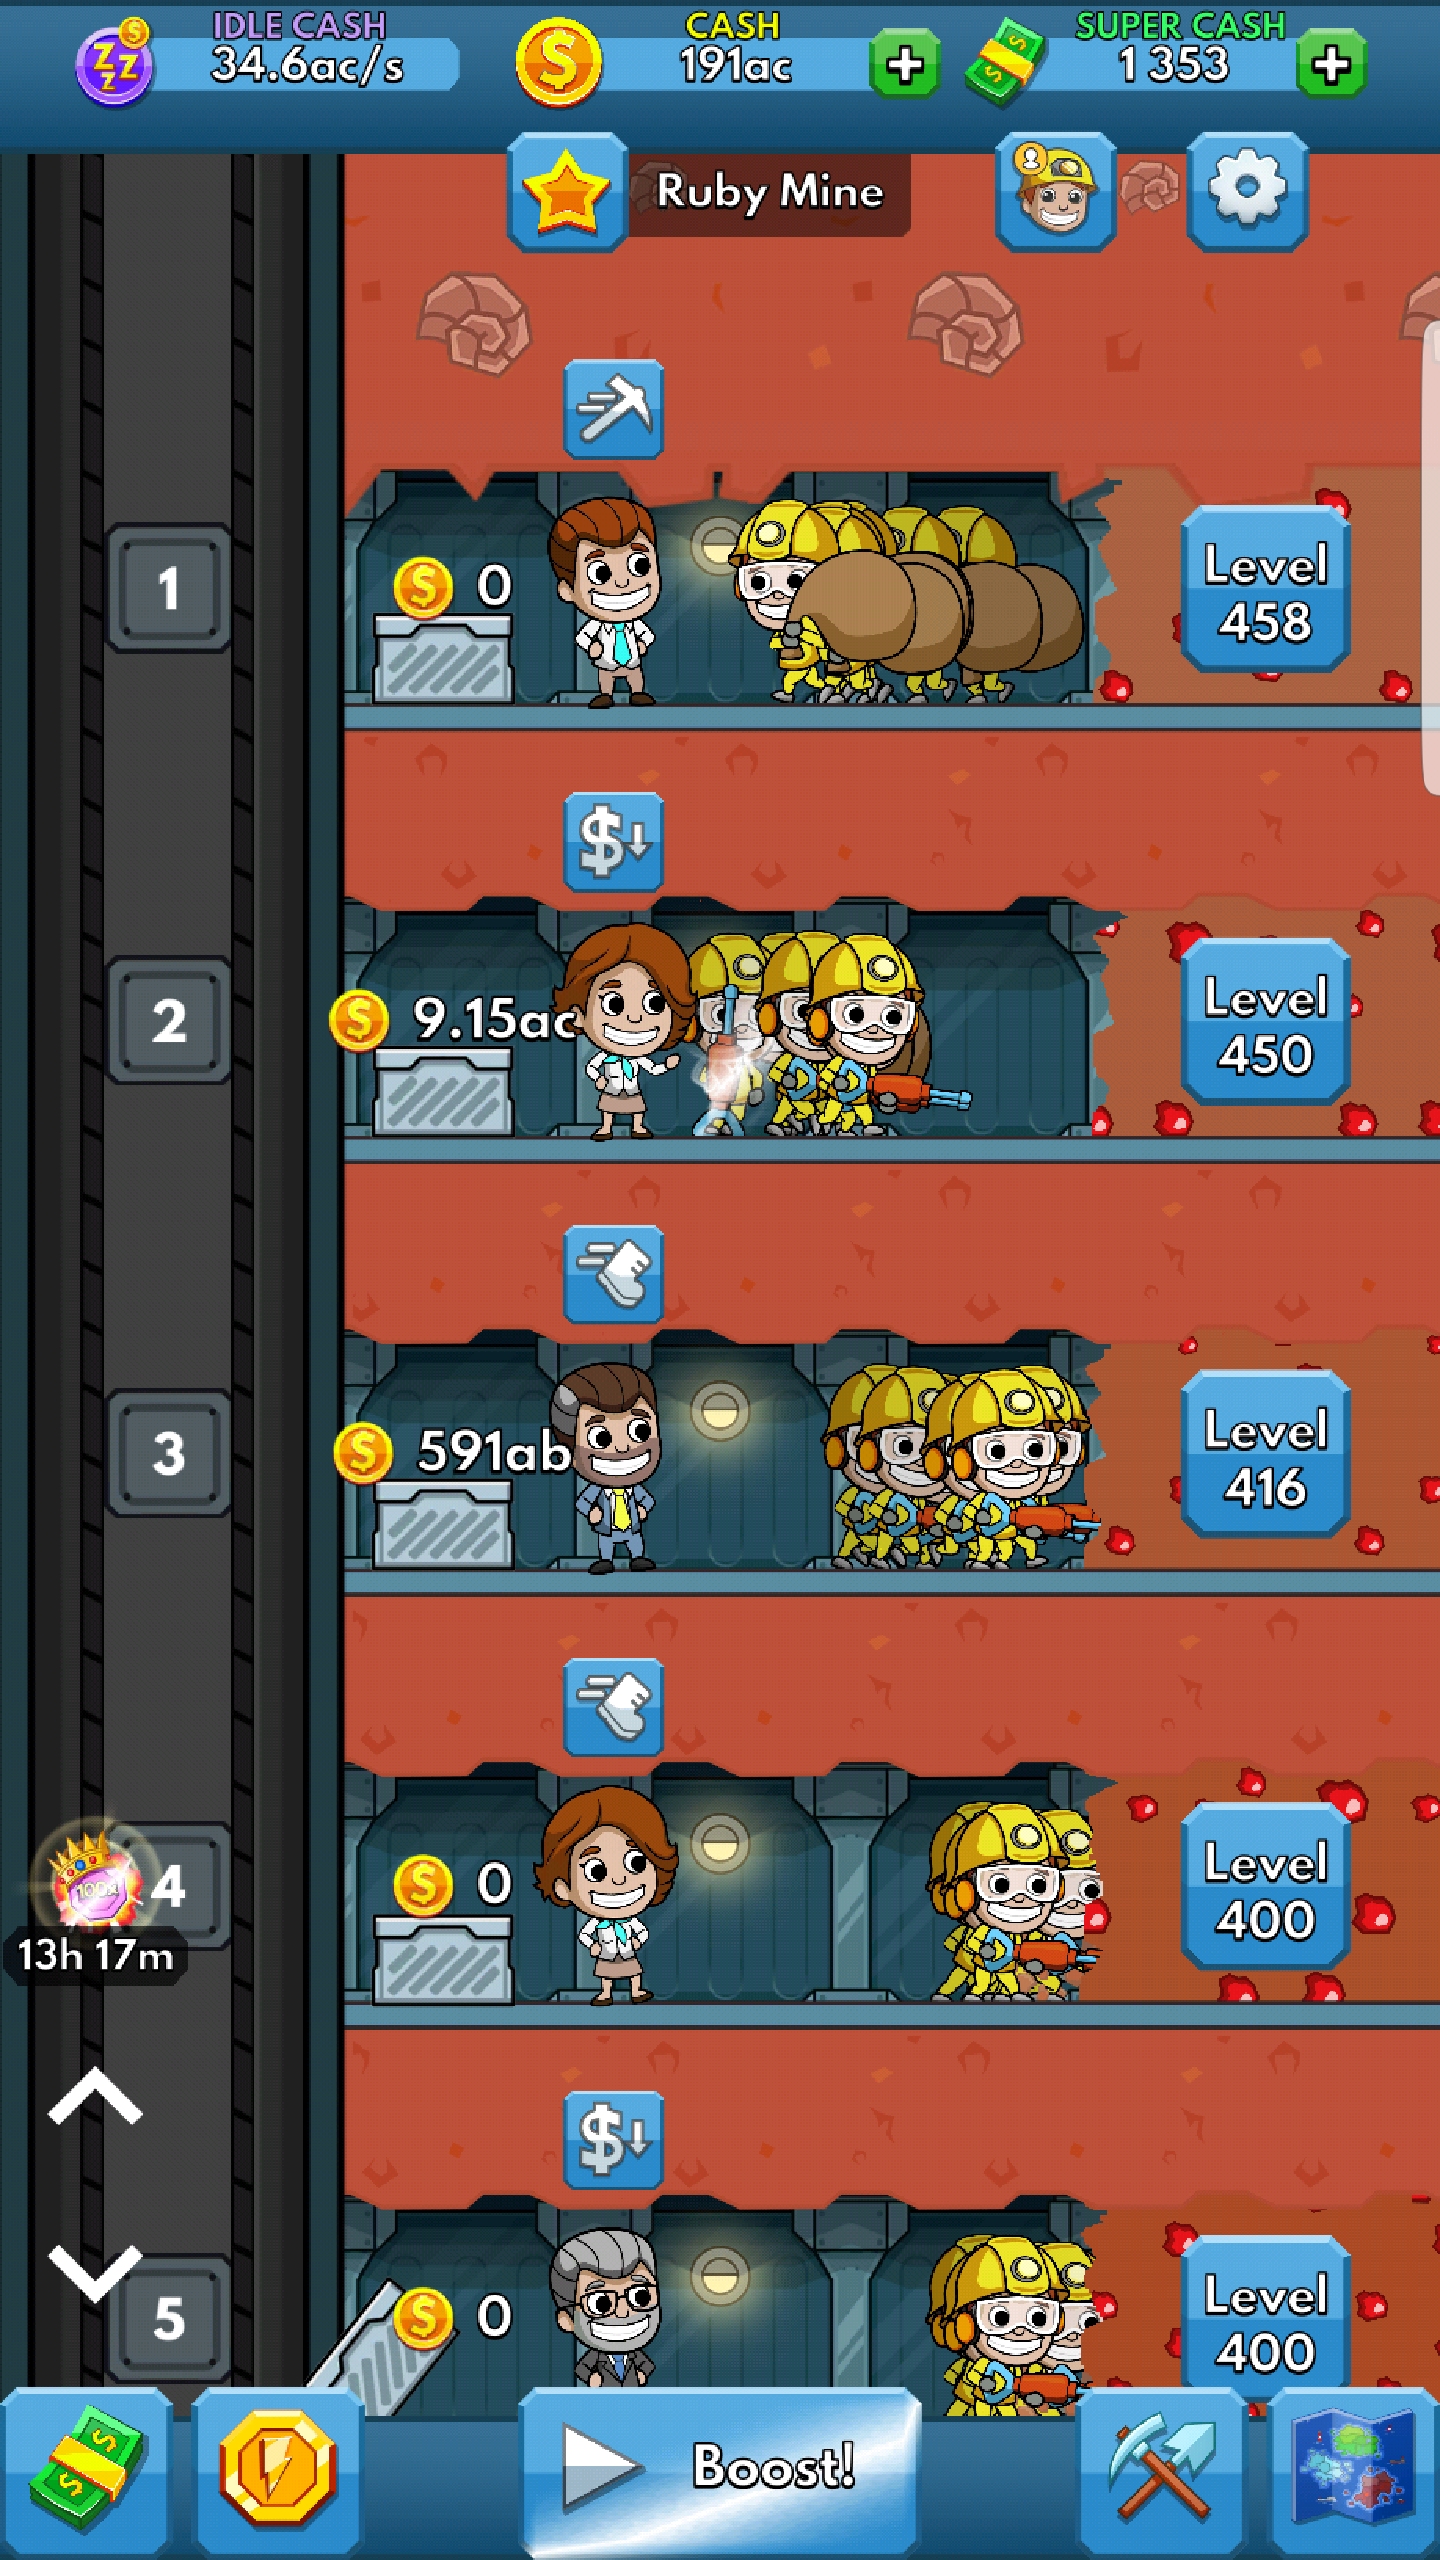 IDLE CASH
34.6ac/s
CASH
191ac
SUPER CASH
1 353
Ruby Mine
1
0
Level
458
2
9.15ac
Level
450
3
591ab
Level
416
4
100x
13h 17m
0
Level
400
5
0
Level
400
Boost!